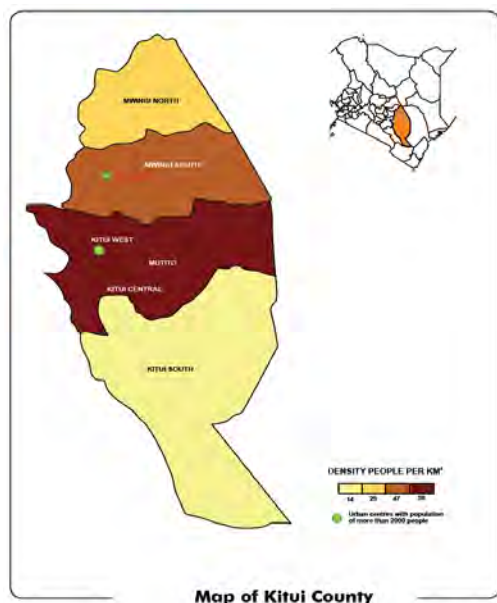 MWINGI NORTH
MWINGI SOUTH
KITUI WEST
MUTITO
KITUI CENTRAL
KITUI SOUTH
DENSITY PEOPLE PER KM²
14 47
Urban centres with population
of more than 2000 people
Map of Kitui County